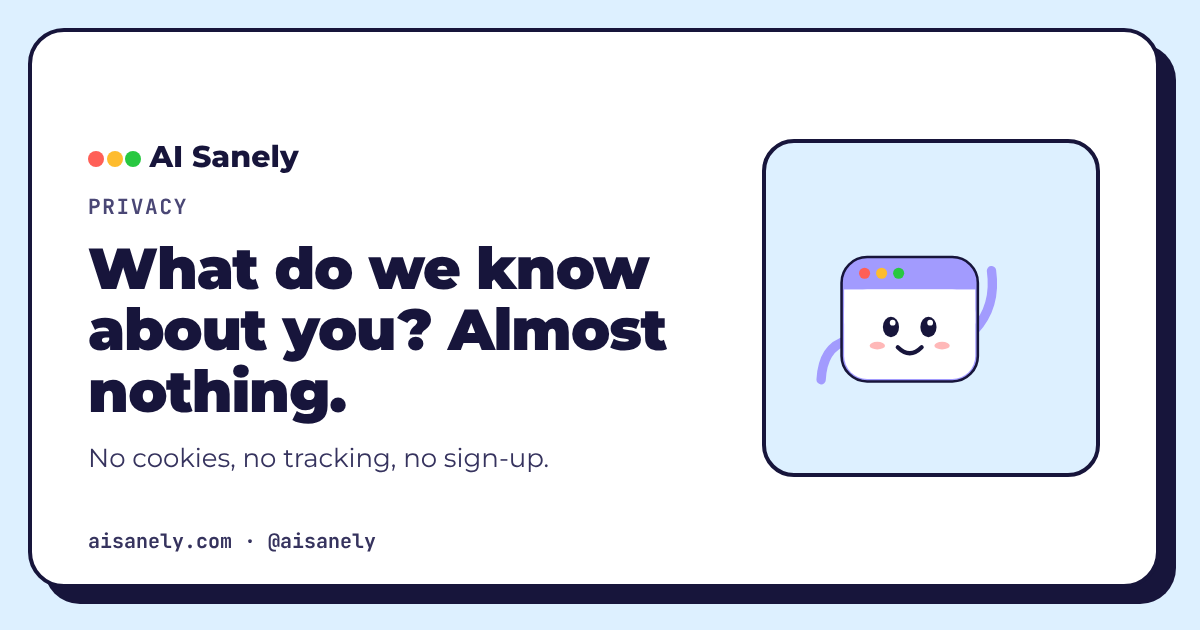 AI Sanely
PRIVACY
What do we know
about you? Almost
nothing.
No cookies, no tracking, no sign-up.
aisanely.com · @aisanely